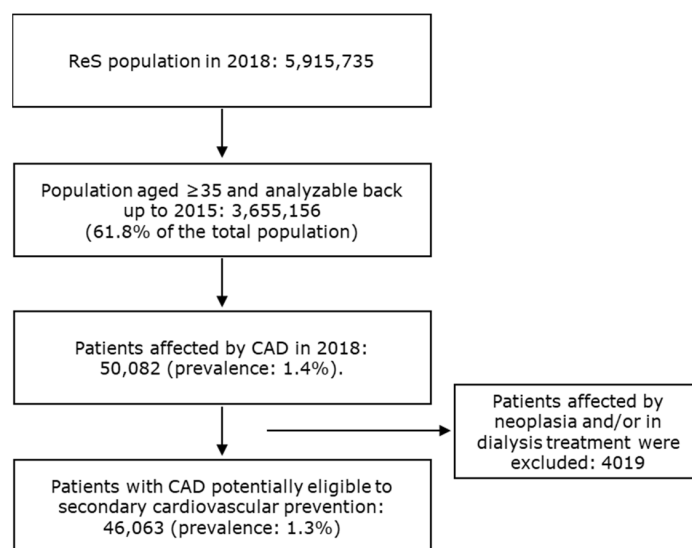 ReS population in 2018: 5,915,735
Population aged ≥35 and analyzable back
up to 2015: 3,655,156
(61.8% of the total population)
Patients affected by CAD in 2018:
50,082 (prevalence: 1.4%).
Patients affected by
neoplasia and/or in
dialysis treatment were
excluded: 4019
Patients with CAD potentially eligible to
secondary cardiovascular prevention:
46,063 (prevalence: 1.3%)